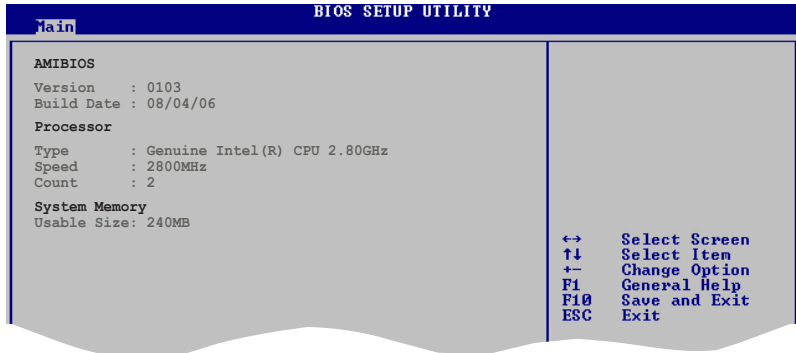 BIOS SETUP UTILITY
Main
AMIBIOS
Version : 0103
Build Date : 08/04/06
Processor
Type : Genuine Intel(R) CPU 2.80GHz
Speed : 2800MHz
Count : 2
System Memory
Usable Size: 240MB
←→ Select Screen
↑↓ Select Item
+- Change Option
F1 General Help
F10 Save and Exit
ESC Exit